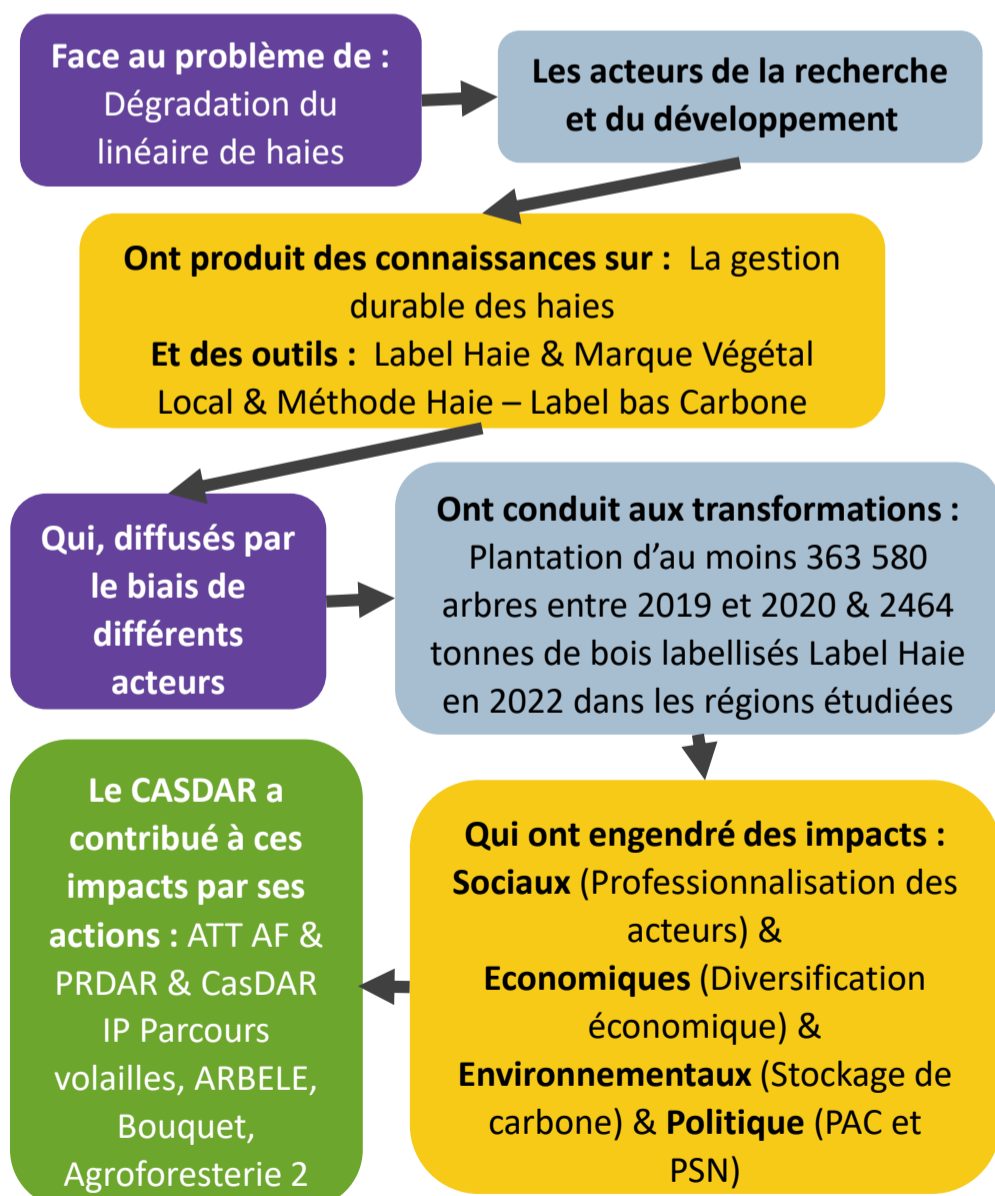 Face au problème de :
Dégradation du
linéaire de haies
Les acteurs de la recherche
et du développement
Ont produit des connaissances sur : La gestion
durable des haies
Et des outils : Label Haie & Marque Végétal
Local & Méthode Haie – Label bas Carbone
Qui, diffusés par
le biais de
différents
acteurs
Ont conduit aux transformations :
Plantation d'au moins 363 580
arbres entre 2019 et 2020 & 2464
tonnes de bois labellisés Label Haie
en 2022 dans les régions étudiées
Qui ont engendré des impacts :
Sociaux (Professionnalisation des
acteurs) &
Economiques (Diversification
économique) &
Environnementaux (Stockage de
carbone) & Politique (PAC et
PSN)
Le CASDAR a
contribué à ces
impacts par ses
actions : ATT AF &
PRDAR & CasDAR
IP Parcours
volailles, ARBELE,
Bouquet,
Agroforesterie 2